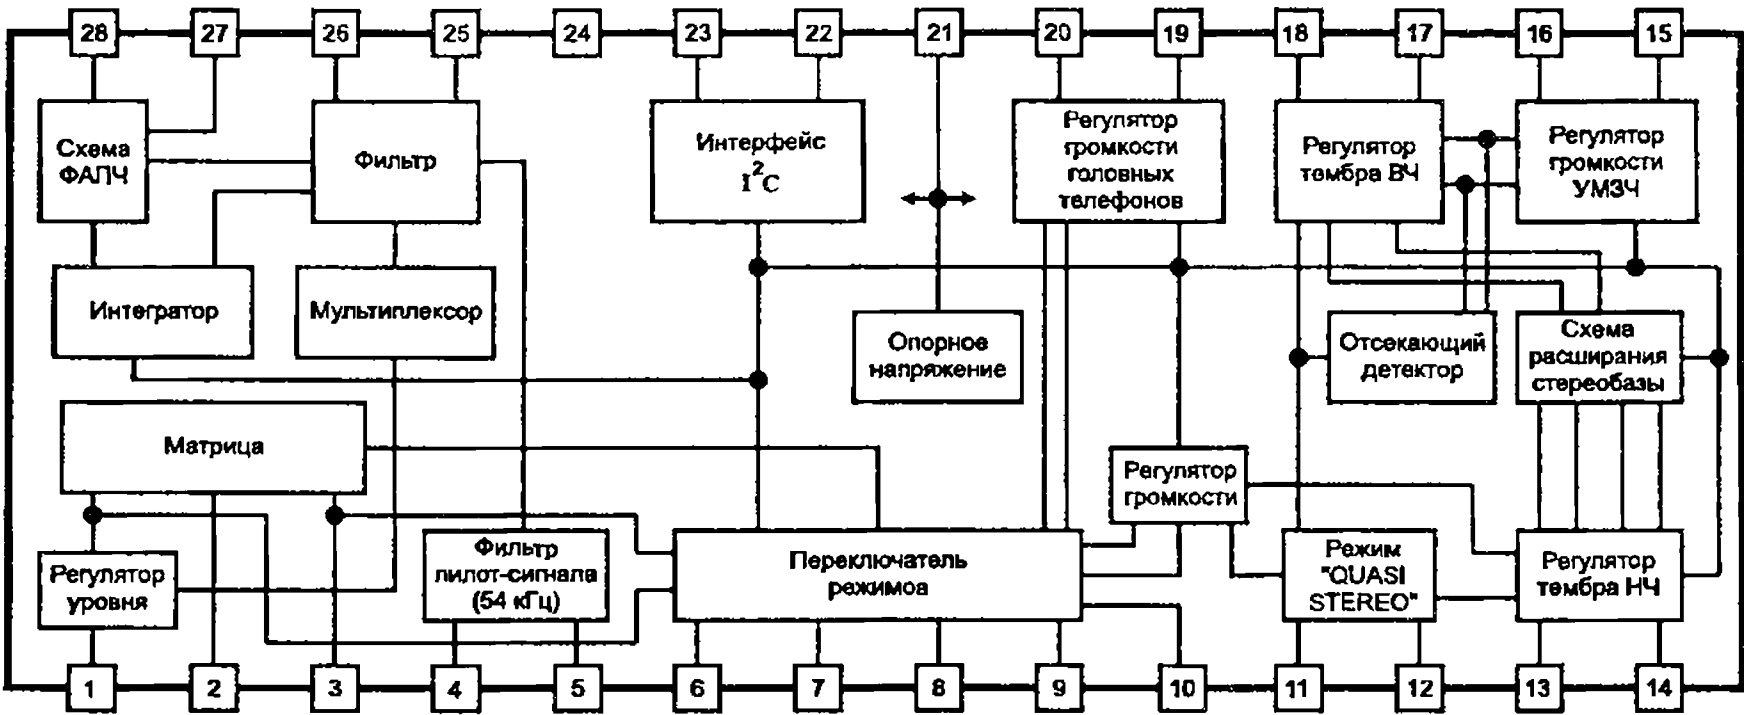 28 27 26 25 24 23 22 21 20 19 18 17 16 15
Схема
ФАПЧ
Фильтр
Интерфейс
I²C
Регулятор
громкости
головных
телефонов
Регулятор
тембра ВЧ
Регулятор
громкости
УМЗЧ
Интегратор
Мультиплексор
Опорное
напряжение
Отсекающий
детектор
Схема
расширания
стереобазы
Матрица
Регулятор
громкости
Регулятор
уровня
Фильтр
лилот-сигнала
(54 кГц)
Переключатель
режимоа
Режим
"QUASI
STEREO"
Регулятор
тембра НЧ
1 2 3 4 5 6 7 8 9 10 11 12 13 14